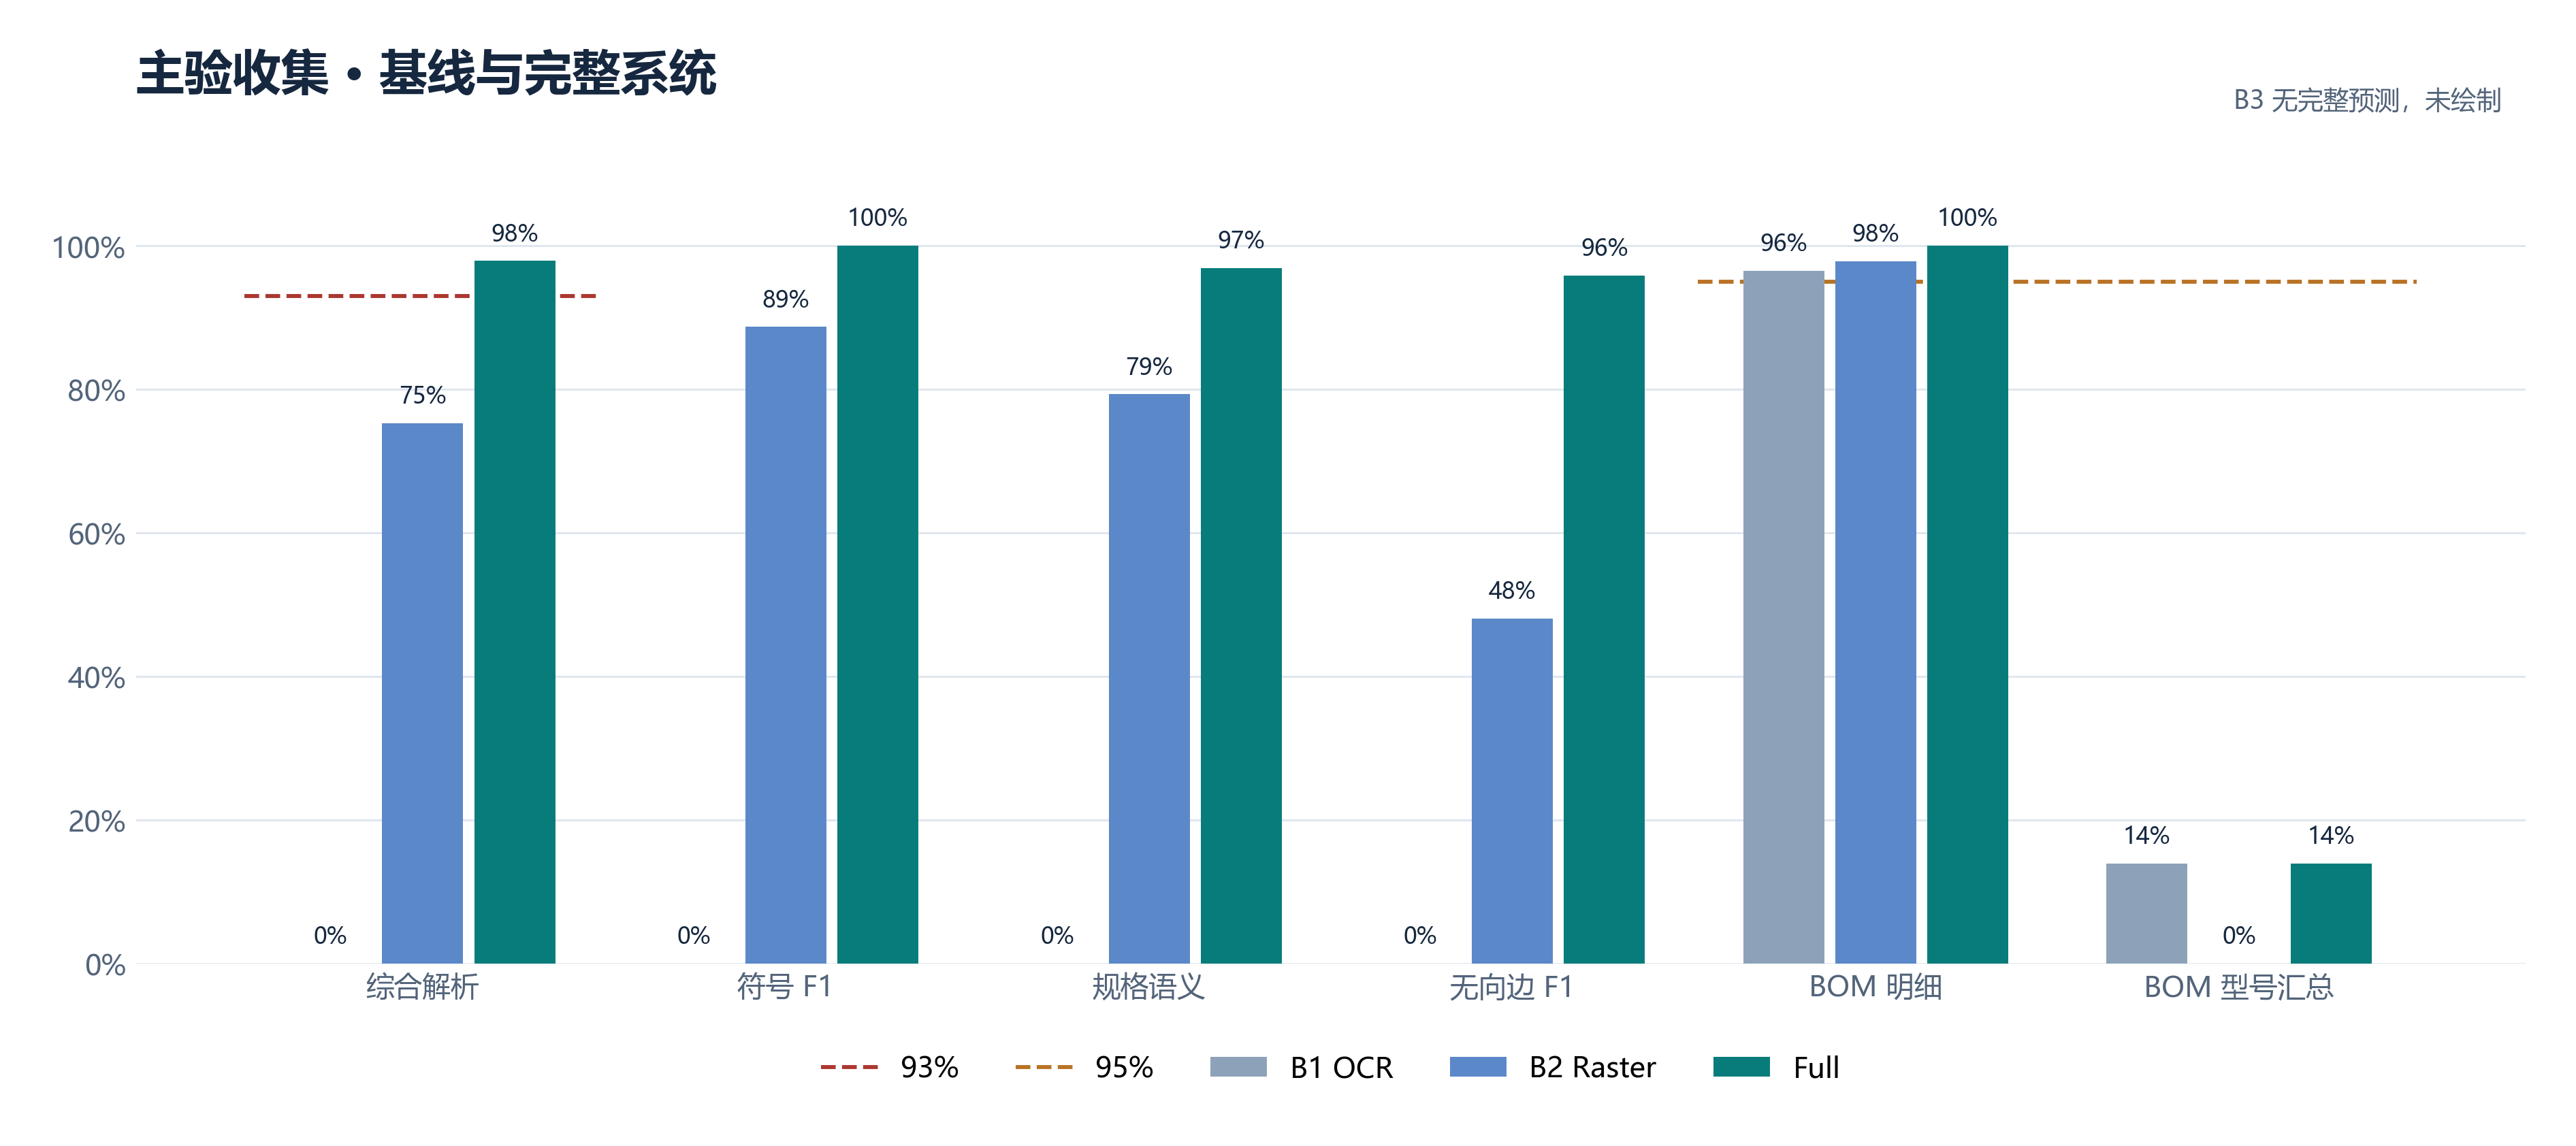 主验收集 • 基线与完整系统
B3 无完整预测，未绘制
100%
80%
60%
40%
20%
0%
0%
75%
98%
0%
89%
100%
0%
79%
97%
0%
48%
96%
96%
98%
100%
14%
0%
14%
综合解析
符号 F1
规格语义
无向边 F1
BOM 明细
BOM 型号汇总
93%
95%
B1 OCR
B2 Raster
Full